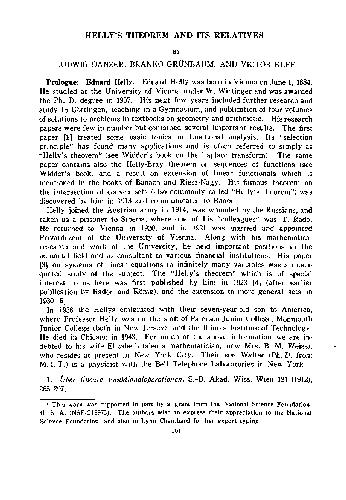 HELLY'S THEOREM AND ITS RELATIVES
BY
LUDWIG DANZER, BRANKO GRÜNBAUM, AND VICTOR KLEE
Prologue: Eduard Helly. Eduard Helly was born in Vienna on June 1, 1884.
He studied at the University of Vienna under W. Wirtinger and was awarded
the Ph. D. degree in 1907. His next few years included further research and
study in Göttingen, teaching in a Gymnasium, and publication of four volumes
of solutions to problems in textbooks on geometry and arithmetic. His research
papers were few in number but contained several important results. The first
paper [1] treated some basic topics in functional analysis. Its "selection
principle" has found many applications and is often referred to simply as
"Helly's theorem" (see Widder's book on the Laplace transform). The same
paper contains also the Helly-Bray theorem on sequences of functions (see
Widder's book) and a result on extension of linear functionals which is
mentioned in the books of Banach and Riesz-Nagy. His famous theorem on
the intersection of convex sets (also commonly called "Helly's theorem") was
discovered by him in 1913 and communicated to Radon.
Helly joined the Austrian army in 1914, was wounded by the Russians, and
taken as a prisoner to Siberia, where one of his colleagues was T. Radó.
He returned to Vienna in 1920, and in 1921 was married and appointed
Privatdozent at the University of Vienna. Along with his mathematical
research and work at the University, he held important positions in the
actuarial field and as consultant to various financial institutions. His paper
[3] on systems of linear equations in infinitely many variables was
study of the subject. The "Helly's theorem" which is of special
interest to us here was first published by him in 1923 [4] (after earlier
publication by Radon and König), and the extension to more general sets in
1930 [5].
In 1938 the Hellys emigrated with their seven-year-old son to America,
where Professor Helly was on the staff of Paterson Junior College, Monmouth
Junior College (both in New Jersey), and the Illinois Institute of Technology.
He died in Chicago in 1943. For much of the above information we are in-
debted to his wife Elise (also a mathematician, now Mrs. B. M. Weiss),
who resides at present in New York City. Their son Walter (Ph.D. from
M. I. T.) is a physicist with the Bell Telephone Laboratories in New York.
1. Über lineare Funktionaloperationen, S.-B. Akad. Wiss. Wien 121 (1912),
265-297.
This work was supported in part by a grant from the National Science Foundation,
U. S. A. The authors wish to express their appreciation to the National
Science Foundation, and also to Lynn Chambard for her expert typing.
101